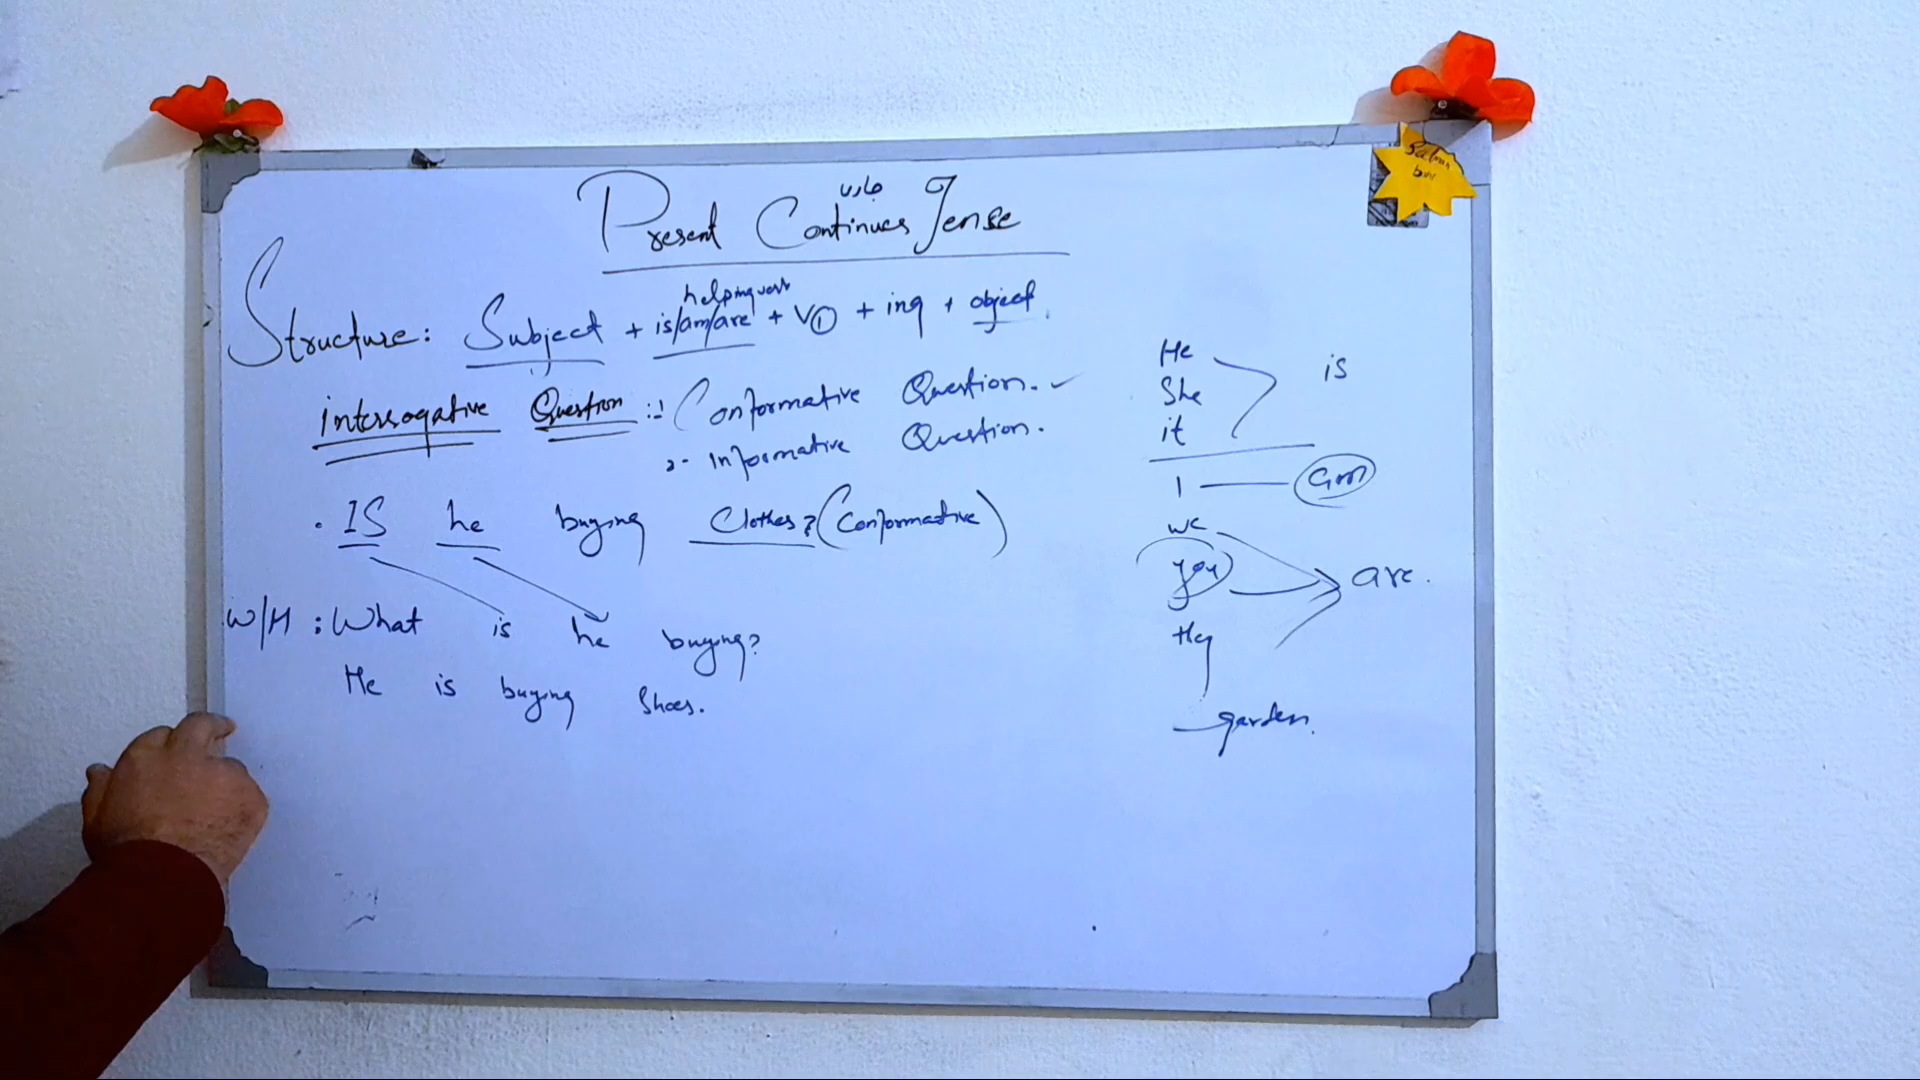 جاری
Present Continues Tense
helping verb
Structure: Subject + is/am/are + V① + ing + object.
interrogative Question :- 1 Conformative Question. ✓
2- informative Question.
. IS he buying Clothes? (Conformative)
W/H : What is he buying?
He is buying Shoes.
He
She
it
is
I — am
we
you
they
are.
garden.